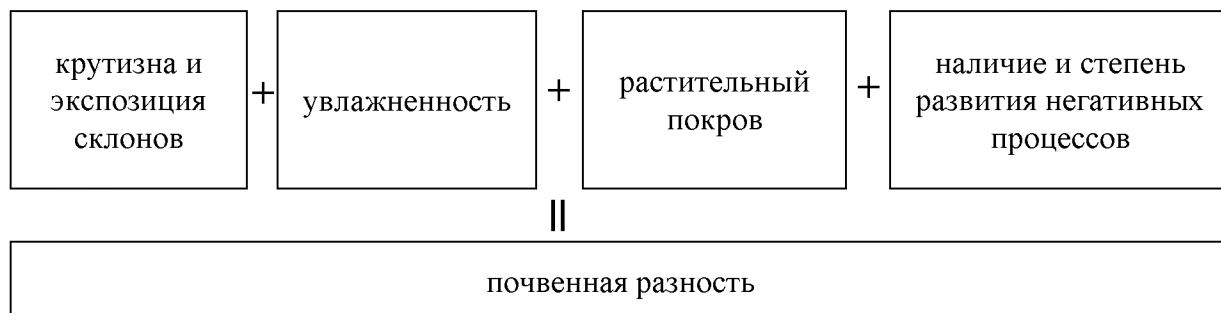 крутизна и
экспозиция
склонов
+
увлажненность
+
растительный
покров
+
наличие и степень
развития негативных
процессов
=
почвенная разность